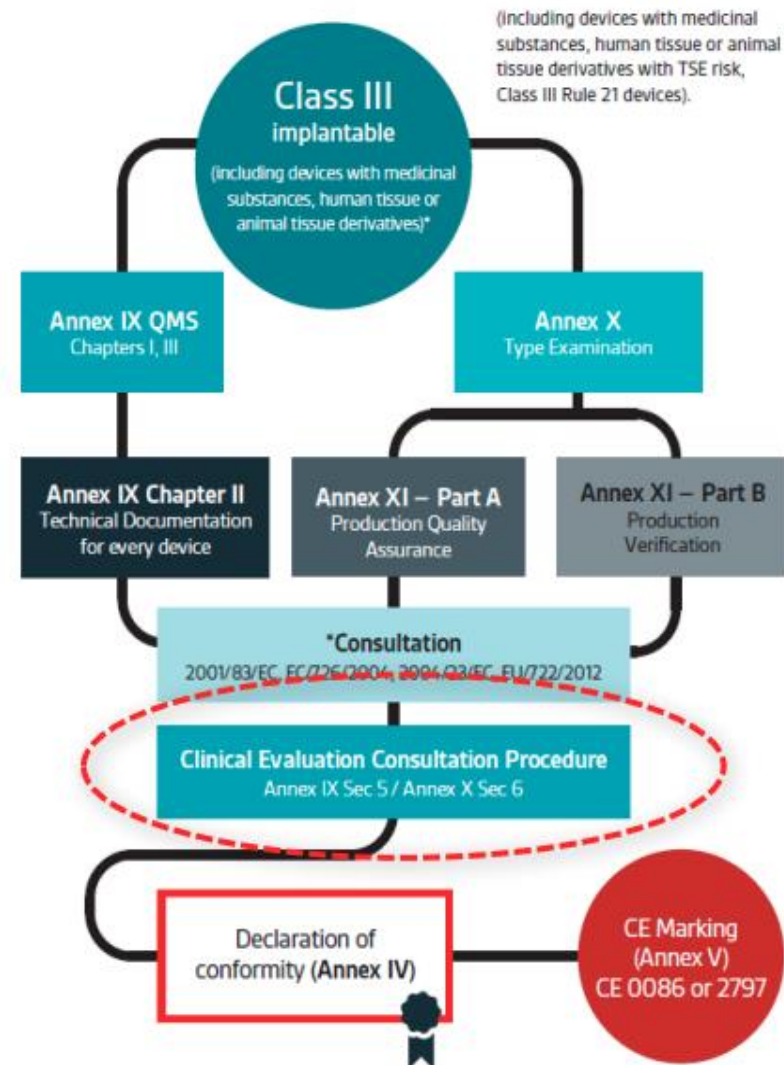 (including devices with medicinal
substances, human tissue or animal
tissue derivatives with TSE risk,
Class III Rule 21 devices).
Class III
implantable
(including devices with medicinal
substances, human tissue or
animal tissue derivatives)*
Annex IX QMS
Chapters I, III
Annex X
Type Examination
Annex IX Chapter II
Technical Documentation
for every device
Annex XI – Part A
Production Quality
Assurance
Annex XI – Part B
Production
Verification
*Consultation
2001/83/EC, EC/726/2004, 2004/23/EC, EU/722/2012
Clinical Evaluation Consultation Procedure
Annex IX Sec 5 / Annex X Sec 6
Declaration of
conformity (Annex IV)
CE Marking
(Annex V)
CE 0086 or 2797